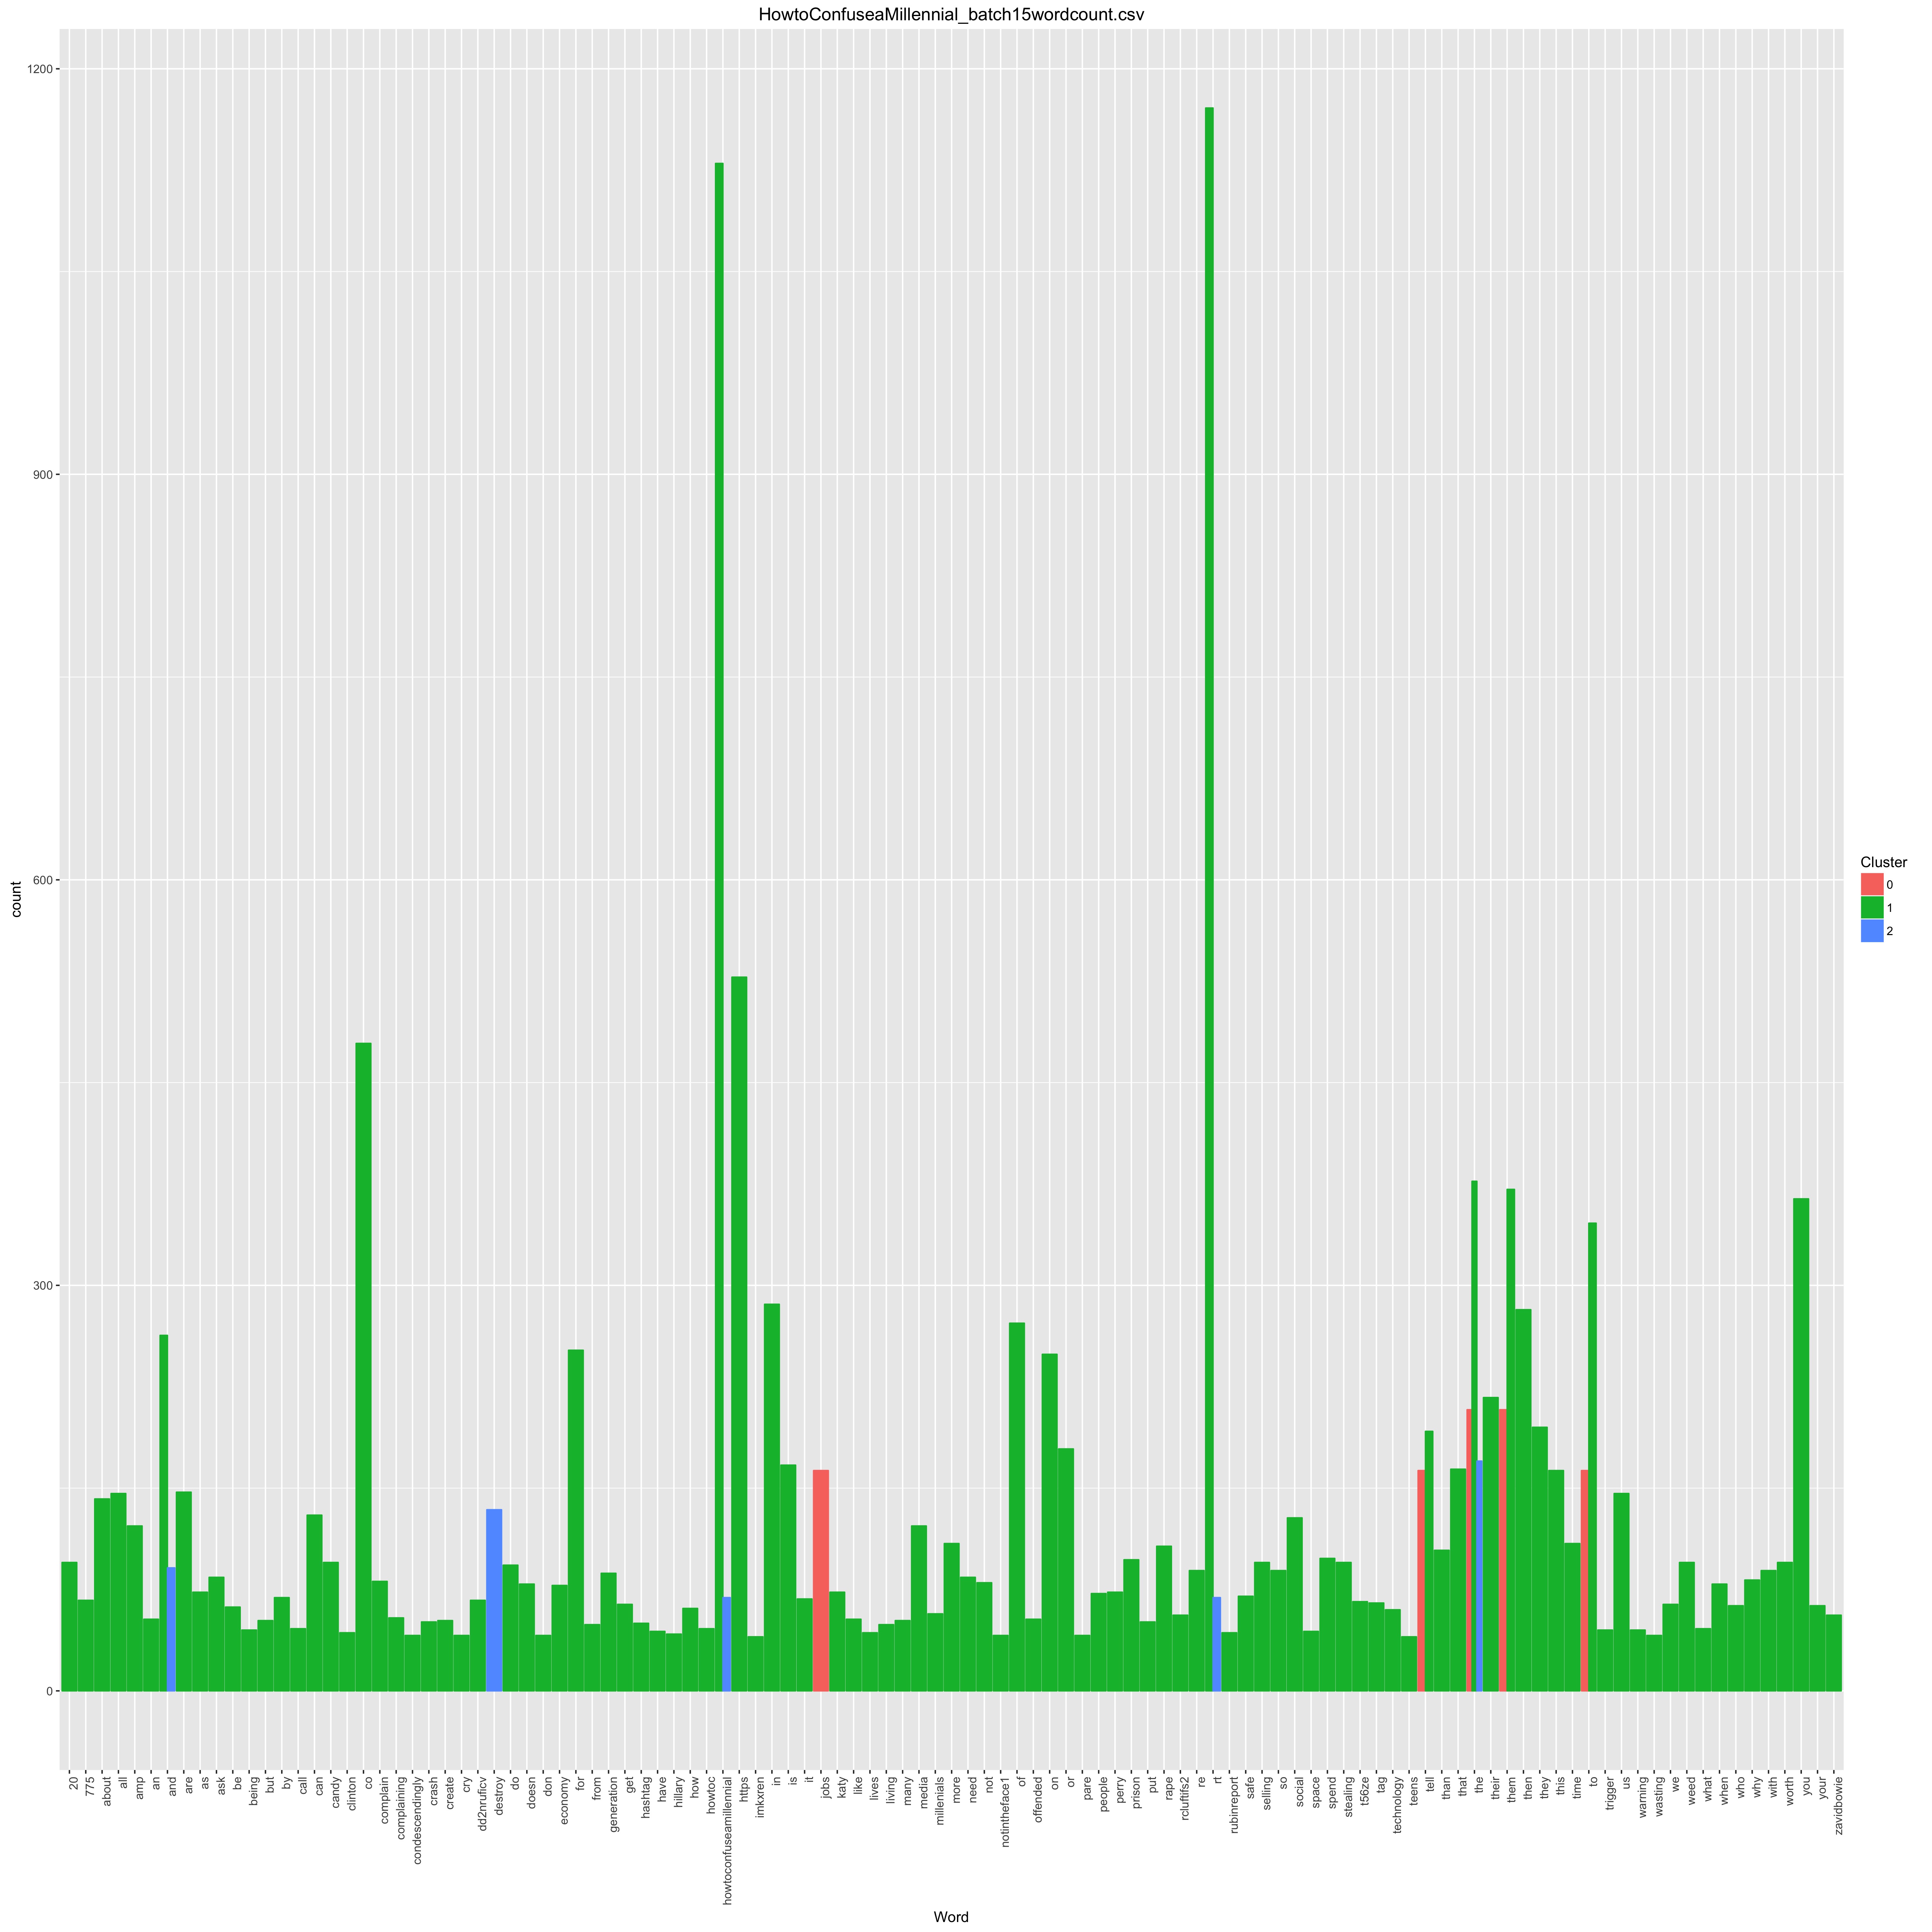 HowtoConfuseaMillennial_batch15wordcount.csv
1200
900
600
300
0
count
Cluster
0
1
2
20
775
about
all
amp
an
and
are
as
ask
be
being
but
by
call
can
candy
clinton
co
complain
complaining
condescendingly
crash
create
cry
dd2nruficv
destroy
do
doesn
don
economy
for
from
generation
get
hashtag
have
hillary
how
howtoc
howtoconfuseamillennial
https
imkxren
in
is
it
jobs
katy
like
lives
living
many
media
millenials
more
need
not
notintheface1
of
offended
on
or
pare
people
perry
prison
put
rape
rcluftifs2
re
rt
rubinreport
safe
selling
so
social
space
spend
stealing
t56ze
tag
technology
teens
tell
than
that
the
their
them
then
they
this
time
to
trigger
us
warning
wasting
we
weed
what
when
who
why
with
worth
you
your
zavidbowie
Word